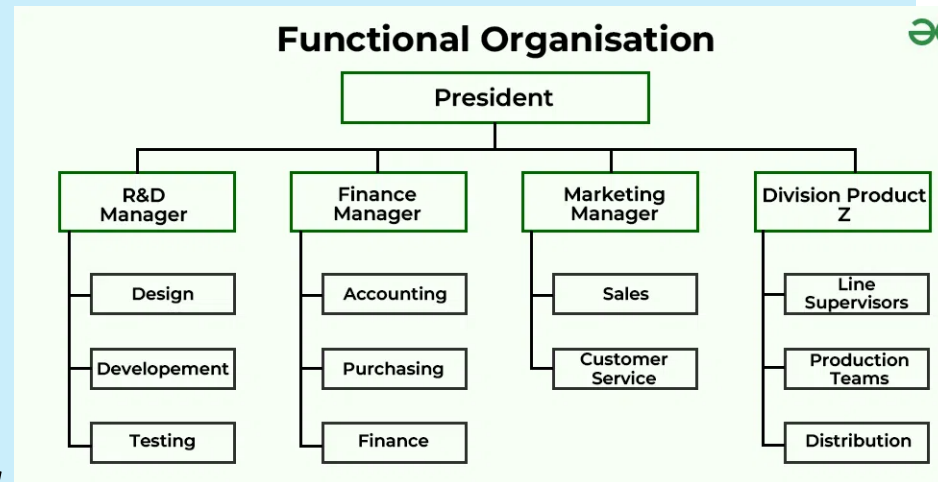 Functional Organisation
President
R&D
Manager
Finance
Manager
Marketing
Manager
Division Product
Z
Design
Developement
Testing
Accounting
Purchasing
Finance
Sales
Customer
Service
Line
Supervisors
Production
Teams
Distribution